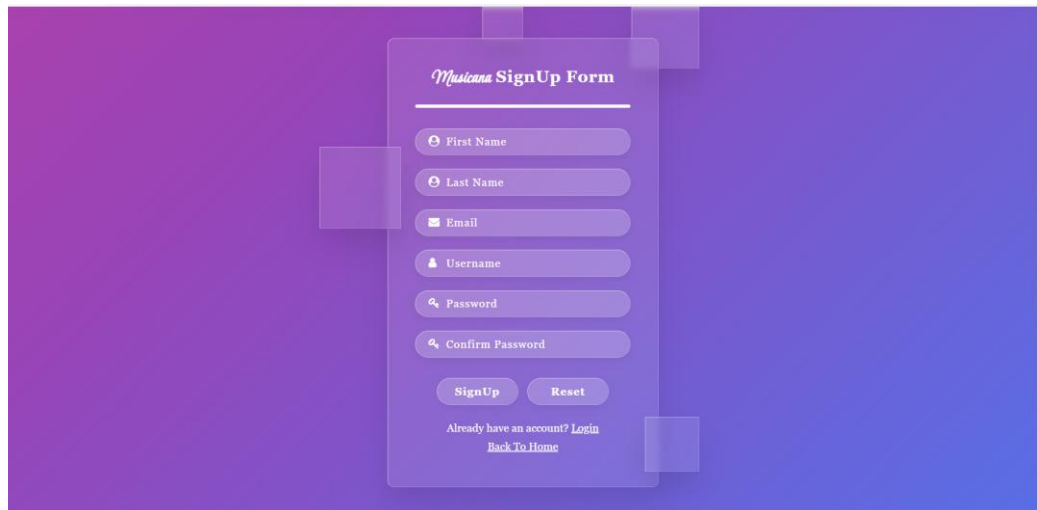 Musicana SignUp Form
First Name
Last Name
Email
Username
Password
Confirm Password
SignUp Reset
Already have an account? Login
Back To Home